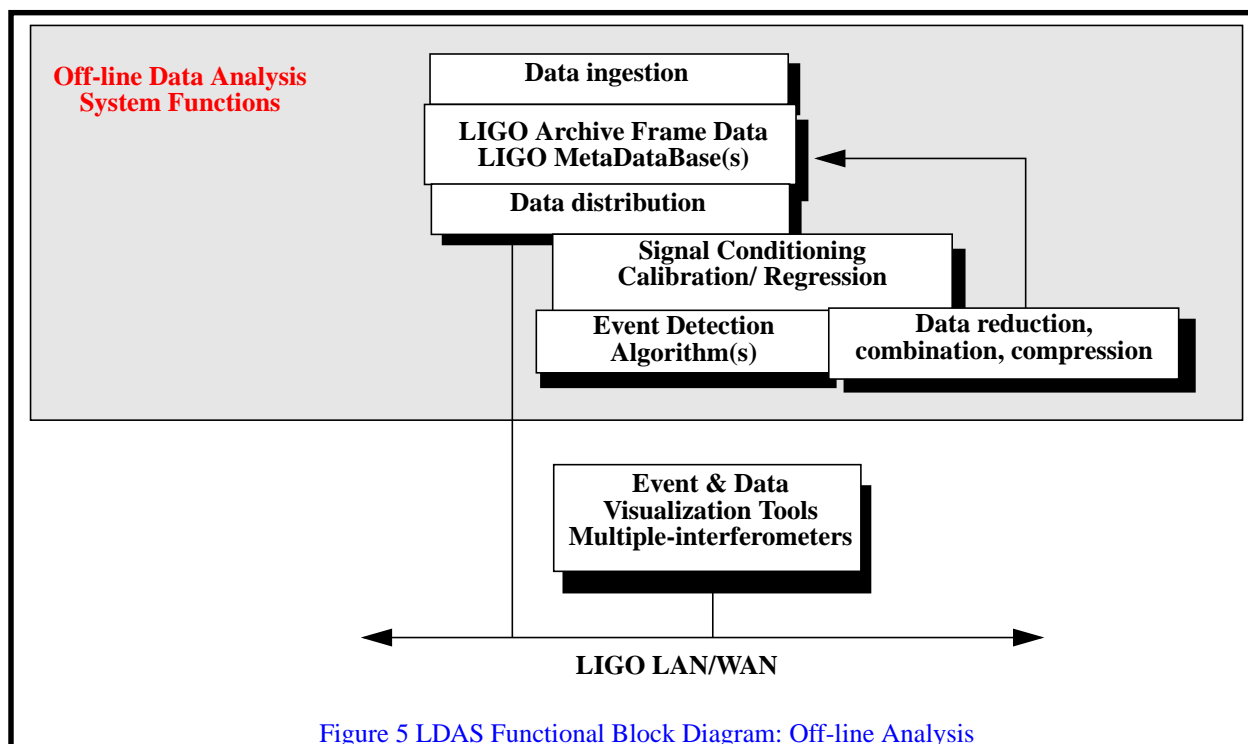 Off-line Data Analysis
System Functions
Data ingestion
LIGO Archive Frame Data
LIGO MetaDataBase(s)
Data distribution
Signal Conditioning
Calibration/ Regression
Event Detection
Algorithm(s)
Data reduction,
combination, compression
Event & Data
Visualization Tools
Multiple-interferometers
LIGO LAN/WAN
Figure 5 LDAS Functional Block Diagram: Off-line Analysis